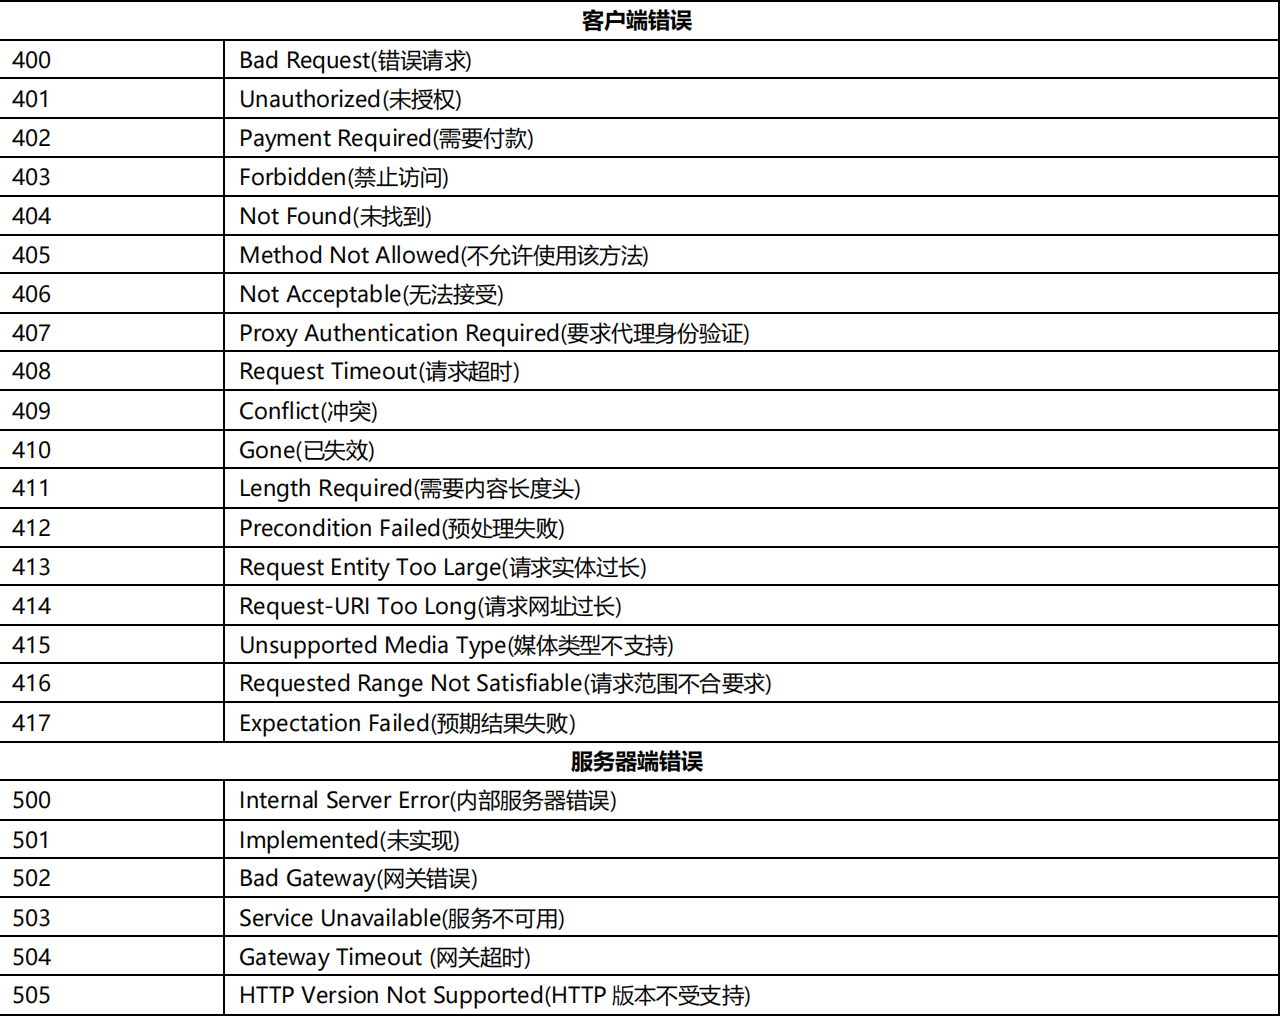 客户端错误
400 Bad Request(错误请求)
401 Unauthorized(未授权)
402 Payment Required(需要付款)
403 Forbidden(禁止访问)
404 Not Found(未找到)
405 Method Not Allowed(不允许使用该方法)
406 Not Acceptable(无法接受)
407 Proxy Authentication Required(要求代理身份验证)
408 Request Timeout(请求超时)
409 Conflict(冲突)
410 Gone(已失效)
411 Length Required(需要内容长度头)
412 Precondition Failed(预处理失败)
413 Request Entity Too Large(请求实体过长)
414 Request-URI Too Long(请求网址过长)
415 Unsupported Media Type(媒体类型不支持)
416 Requested Range Not Satisfiable(请求范围不合要求)
417 Expectation Failed(预期结果失败)
服务器端错误
500 Internal Server Error(内部服务器错误)
501 Implemented(未实现)
502 Bad Gateway(网关错误)
503 Service Unavailable(服务不可用)
504 Gateway Timeout (网关超时)
505 HTTP Version Not Supported(HTTP 版本不受支持)